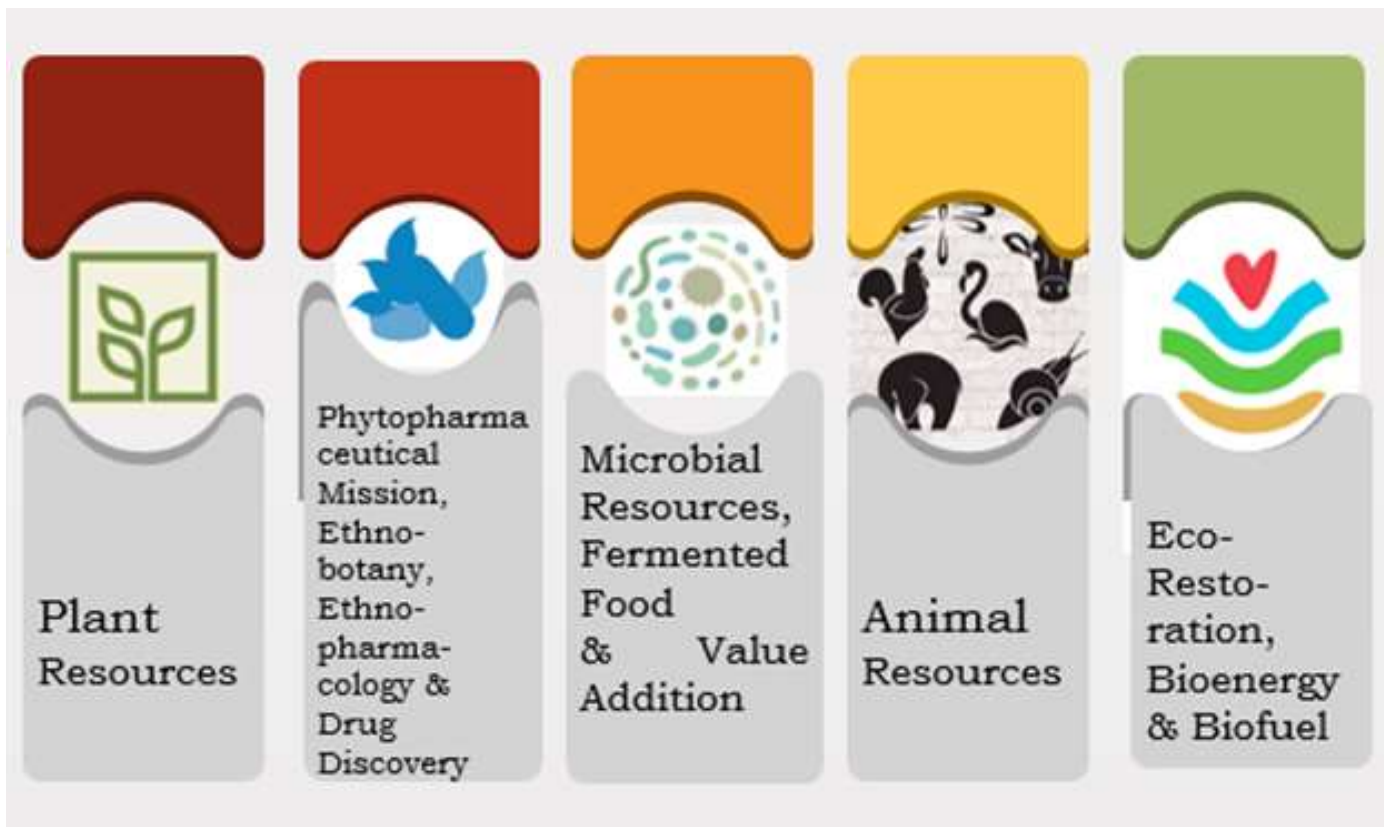 Plant
Resources
Phytopharma
ceutical
Mission,
Ethno-
botany,
Ethno-
pharma-
cology &
Drug
Discovery
Microbial
Resources,
Fermented
Food
& Value
Addition
Animal
Resources
Eco-
Resto-
ration,
Bioenergy
& Biofuel